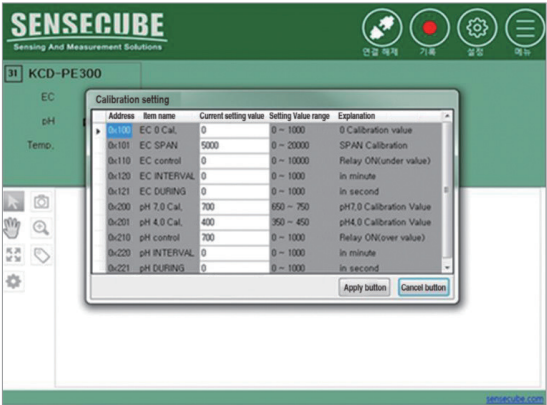 SENSECUBE
Sensing And Measurement Solutions
연결 해제 기록 설정 메뉴
31 KCD-PE300
EC
pH
Temp.
Calibration setting
Address Item name Current setting value Setting Value range Explanation
0x100 EC 0 Cal. 0 0 ~ 1000 0 Calibration value
0x101 EC SPAN 5000 0 ~ 20000 SPAN Calibration
0x110 EC control 0 0 ~ 10000 Relay ON(under value)
0x120 EC INTERVAL 0 0 ~ 1000 in minute
0x121 EC DURING 0 0 ~ 1000 in second
0x200 pH 7.0 Cal. 700 650 ~ 750 pH7.0 Calibration Value
0x201 pH 4.0 Cal. 400 350 ~ 450 pH4.0 Calibration Value
0x210 pH control 700 0 ~ 1000 Relay ON(over value)
0x220 pH INTERVAL 0 0 ~ 1000 in minute
0x221 pH DURING 0 0 ~ 1000 in second
Apply button Cancel button
sensecube.com